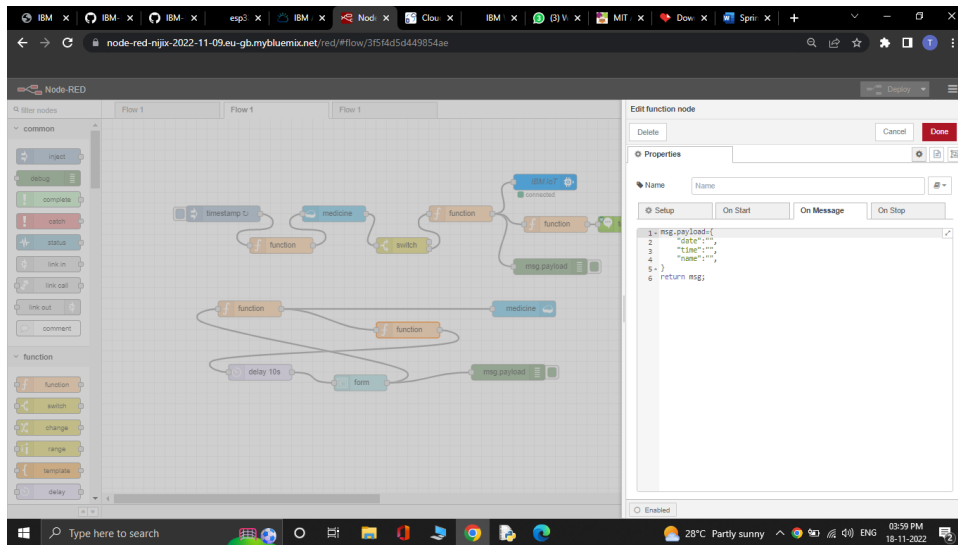 IBM
IBM-
IBM-
esp3
IBM /
Node
Clou
IBM
(3) W
MIT
Dow
Sprin
node-red-nijix-2022-11-09.eu-gb.mybluemix.net/red/#flow/3f5f4d5d449854ae
T
Node-RED
Deploy
filter nodes
Flow 1
Flow 1
Flow 1
Edit function node
common
Delete
Cancel
Done
inject
Properties
debug
complete
Name
Name
catch
Setup
On Start
On Message
On Stop
status
link in
link call
link out
comment
function
function
switch
change
range
template
delay
timestamp
function
medicine
switch
function
IBM IoT
connected
function
msg.payload
function
medicine
function
delay 10s
form
msg.payload
1 msg.payload={
2 "date":"",
3 "time":"",
4 "name":"",
5 }
6 return msg;
Enabled
Type here to search
28°C Partly sunny
ENG
03:59 PM
18-11-2022
2